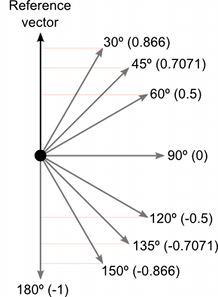 Reference
vector
30º (0.866)
45º (0.7071)
60º (0.5)
90º (0)
120º (-0.5)
135º (-0.7071)
150º (-0.866)
180º (-1)